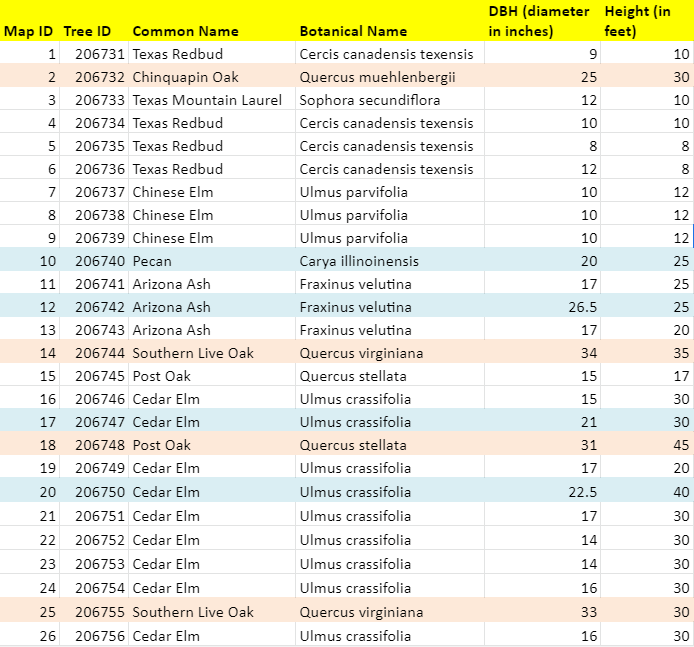 Map ID Tree ID Common Name Botanical Name DBH (diameter in inches) Height (in feet)
1 206731 Texas Redbud Cercis canadensis texensis 9 10
2 206732 Chinquapin Oak Quercus muehlenbergii 25 30
3 206733 Texas Mountain Laurel Sophora secundiflora 12 10
4 206734 Texas Redbud Cercis canadensis texensis 10 10
5 206735 Texas Redbud Cercis canadensis texensis 8 8
6 206736 Texas Redbud Cercis canadensis texensis 12 8
7 206737 Chinese Elm Ulmus parvifolia 10 12
8 206738 Chinese Elm Ulmus parvifolia 10 12
9 206739 Chinese Elm Ulmus parvifolia 10 12
10 206740 Pecan Carya illinoinensis 20 25
11 206741 Arizona Ash Fraxinus velutina 17 25
12 206742 Arizona Ash Fraxinus velutina 26.5 25
13 206743 Arizona Ash Fraxinus velutina 17 20
14 206744 Southern Live Oak Quercus virginiana 34 35
15 206745 Post Oak Quercus stellata 15 17
16 206746 Cedar Elm Ulmus crassifolia 15 30
17 206747 Cedar Elm Ulmus crassifolia 21 30
18 206748 Post Oak Quercus stellata 31 45
19 206749 Cedar Elm Ulmus crassifolia 17 20
20 206750 Cedar Elm Ulmus crassifolia 22.5 40
21 206751 Cedar Elm Ulmus crassifolia 17 30
22 206752 Cedar Elm Ulmus crassifolia 14 30
23 206753 Cedar Elm Ulmus crassifolia 14 30
24 206754 Cedar Elm Ulmus crassifolia 16 30
25 206755 Southern Live Oak Quercus virginiana 33 30
26 206756 Cedar Elm Ulmus crassifolia 16 30